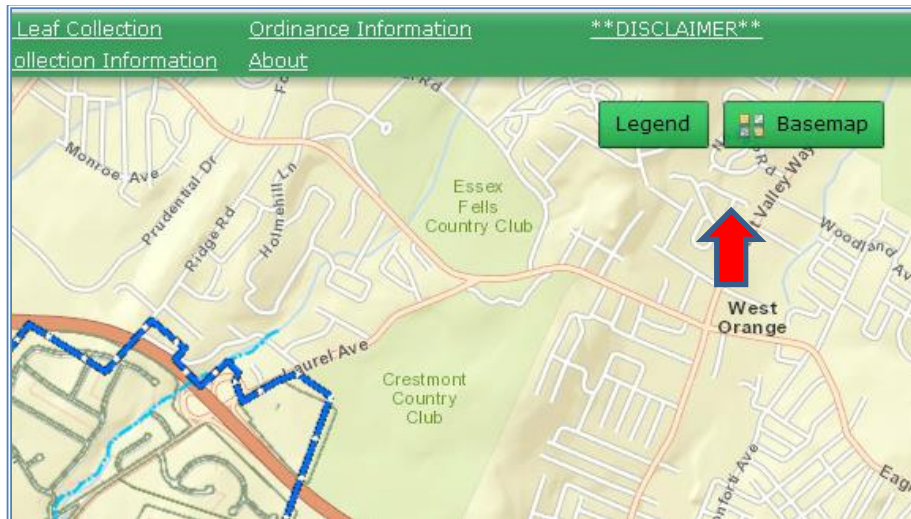 Leaf Collection
Ordinance Information
**DISCLAIMER**
ollection Information
About
Legend
Basemap
Monroe Ave
Prudential Dr
Ridge Rd
Holmehill Ln
Essex
Fells
Country Club
Valley Way
Woodland Av
West
Orange
Laurel Ave
Crestmont
Country
Club
Eag